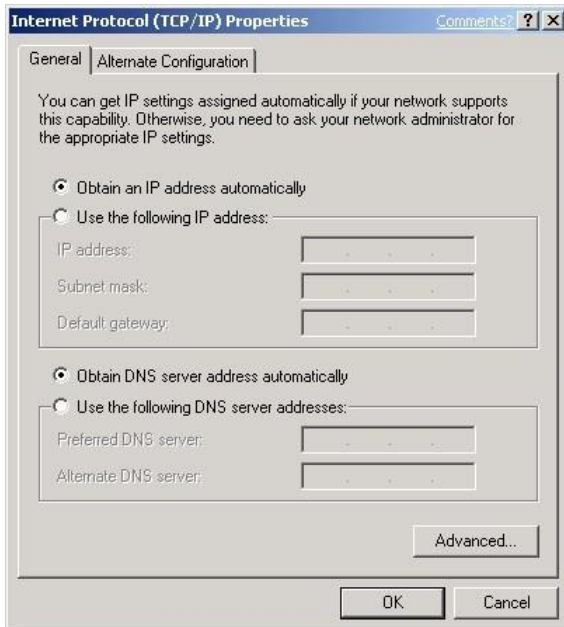 Internet Protocol (TCP/IP) Properties Comments? ? X
General Alternate Configuration
You can get IP settings assigned automatically if your network supports
this capability. Otherwise, you need to ask your network administrator for
the appropriate IP settings.
Obtain an IP address automatically
Use the following IP address:
IP address:
Subnet mask:
Default gateway:
Obtain DNS server address automatically
Use the following DNS server addresses:
Preferred DNS server:
Alternate DNS server:
Advanced...
OK Cancel